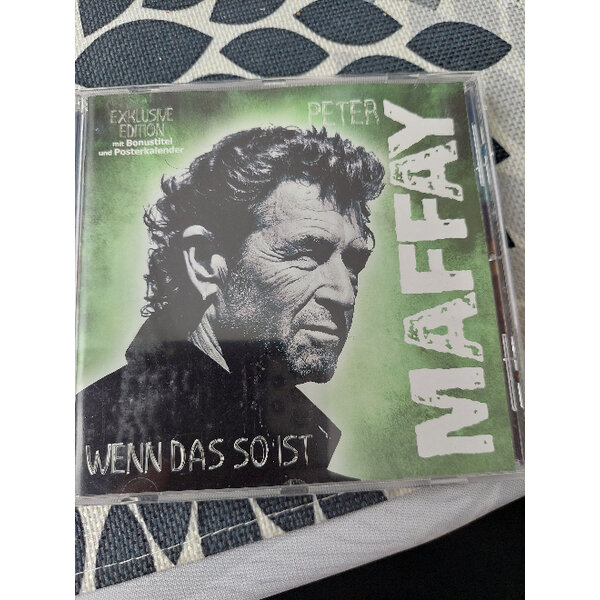 EXKLUSIVE
EDITION
mit Bonustitel
und Posterkalender
PETER
MAFFAY
WENN DAS SO IST